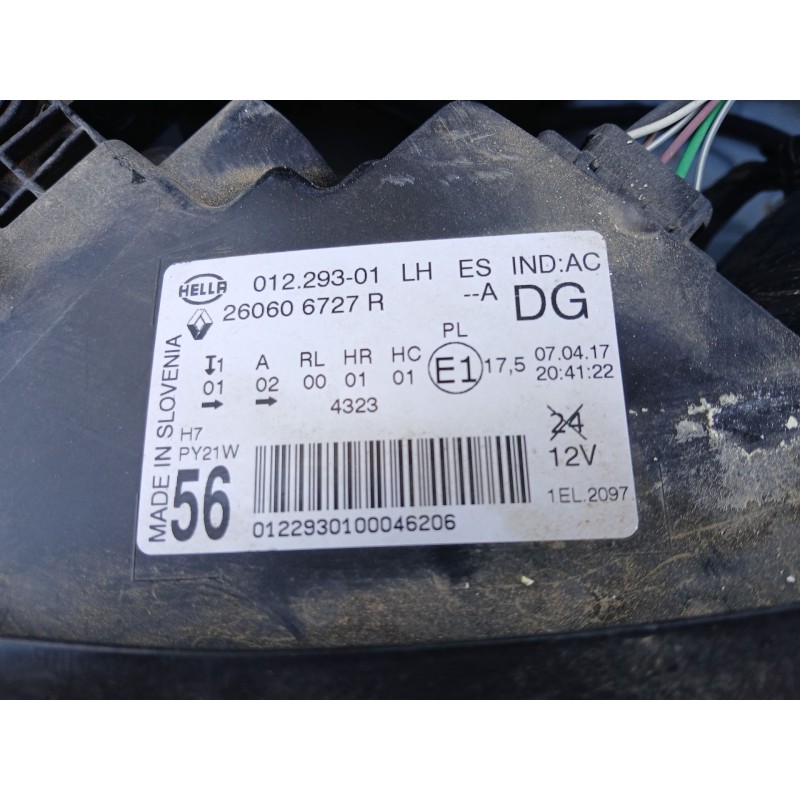 HELLA 012.293-01 LH ES IND:AC
260606727R --A DG
PL
1 A RL HR HC E1 17,5 07.04.17
01 02 00 01 01 20:41:22
4323
H7
PY21W
24
12V
56
1EL.2097
0122930100046206
MADE IN SLOVENIA